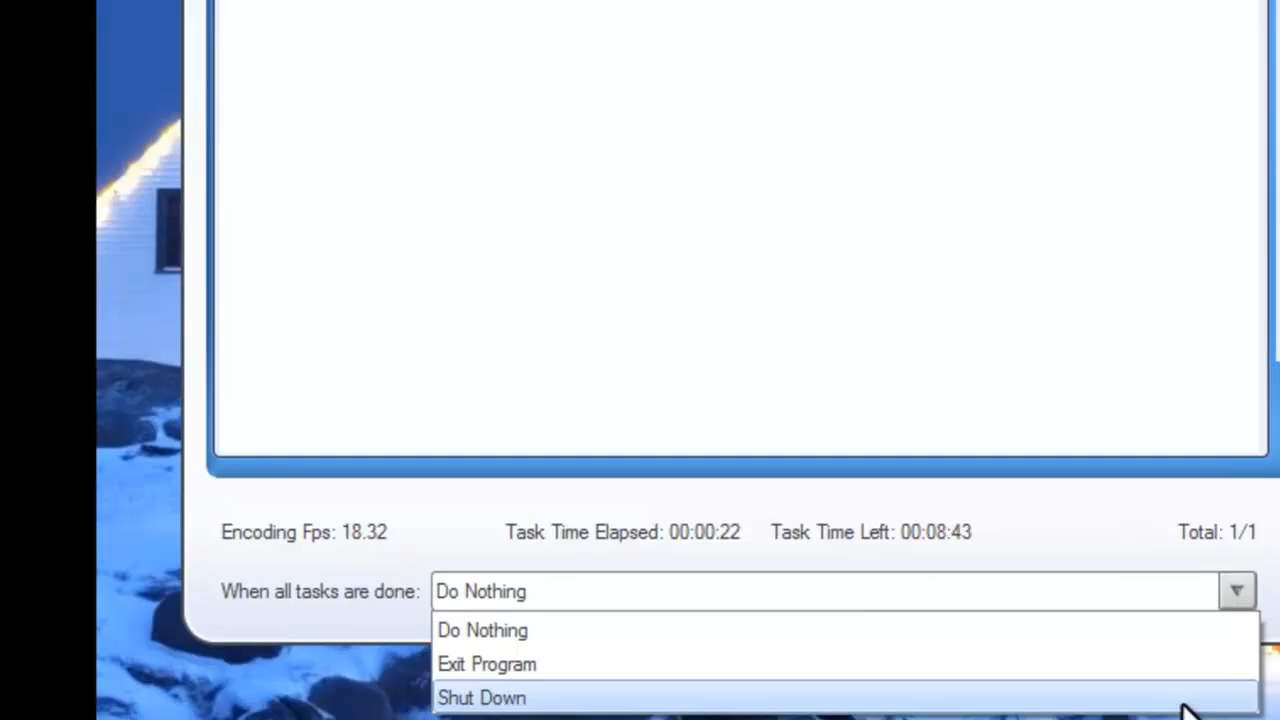 Encoding Fps: 18.32 Task Time Elapsed: 00:00:22 Task Time Left: 00:08:43 Total: 1/1
When all tasks are done: Do Nothing
Do Nothing
Exit Program
Shut Down